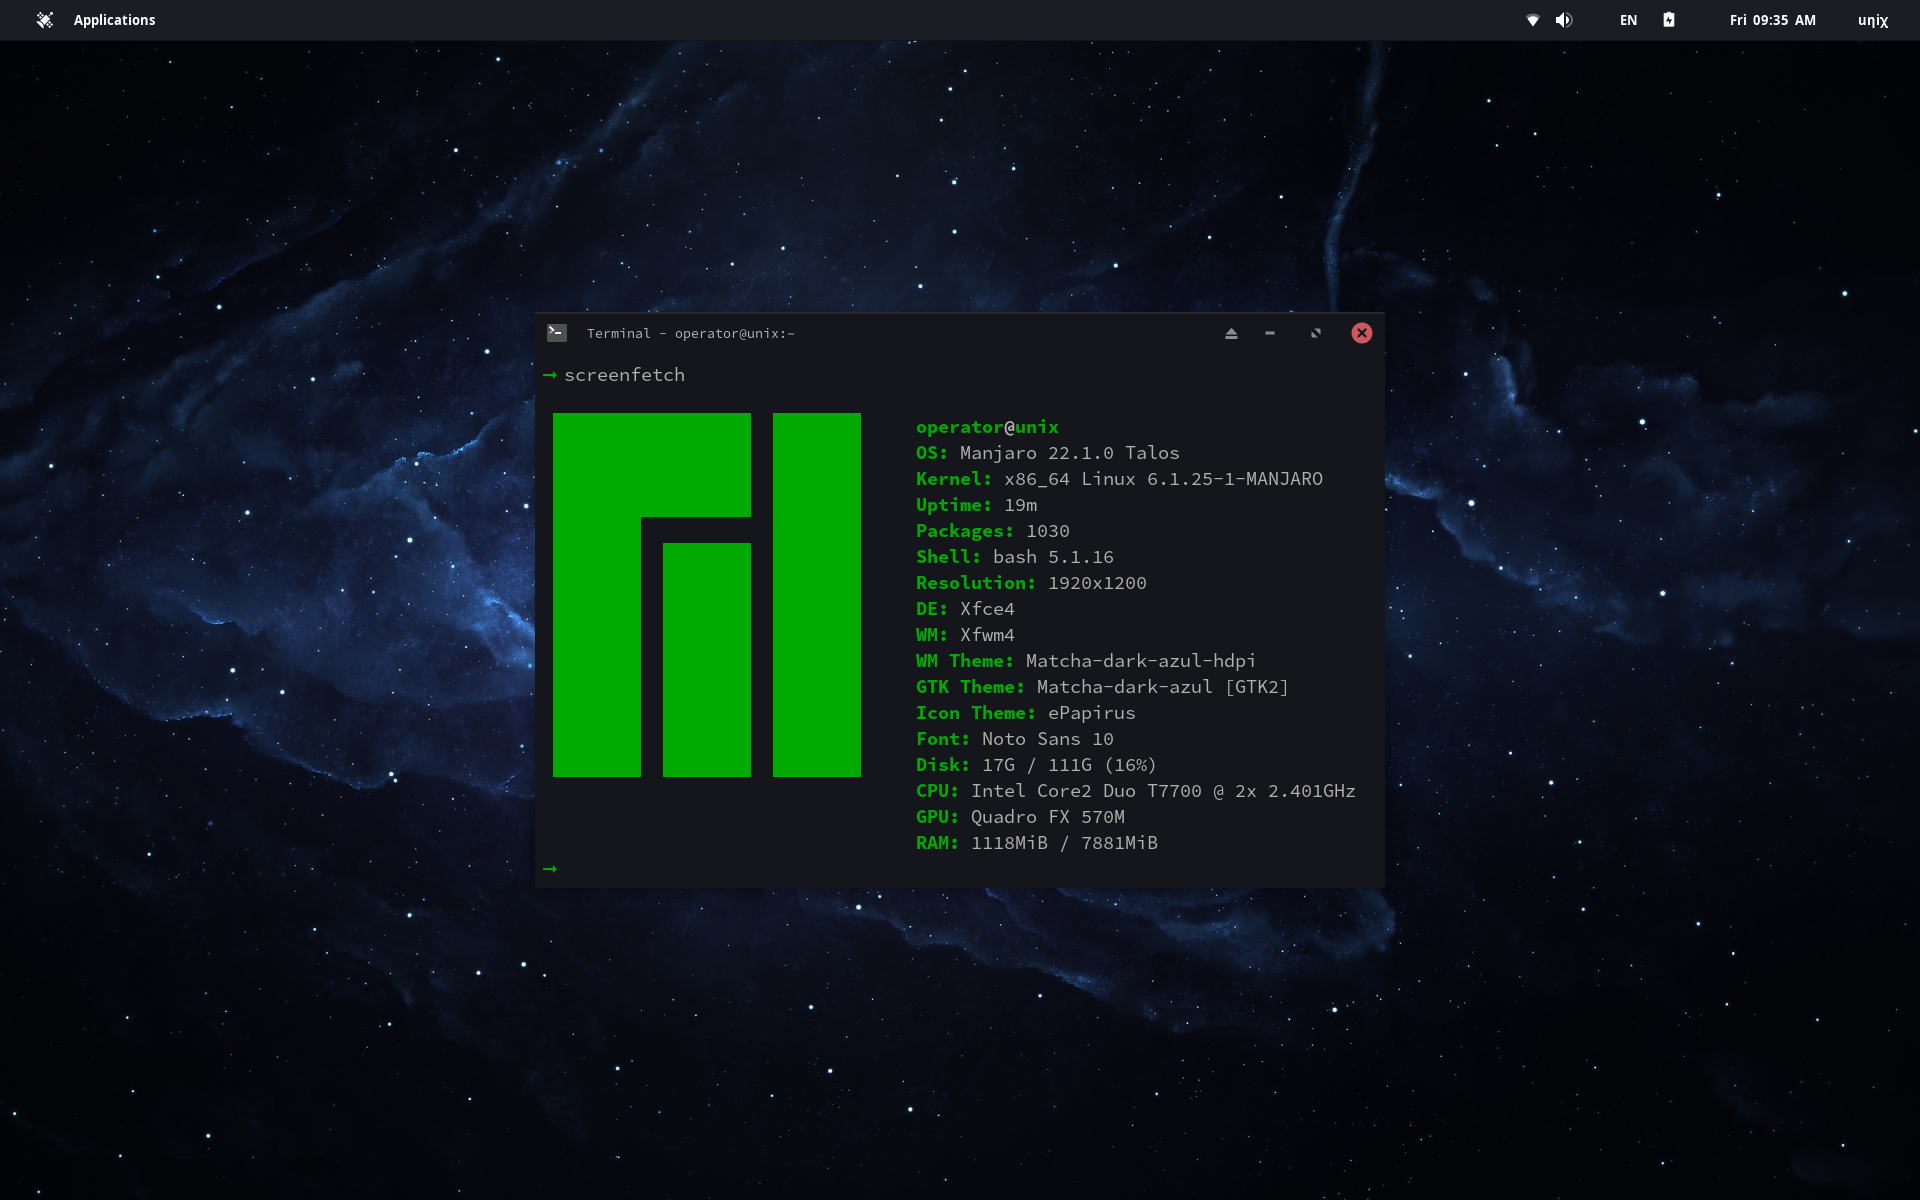 Applications
EN
Fri 09:35 AM
uηiχ
Terminal - operator@unix:~
→ screenfetch
operator@unix
OS: Manjaro 22.1.0 Talos
Kernel: x86_64 Linux 6.1.25-1-MANJARO
Uptime: 19m
Packages: 1030
Shell: bash 5.1.16
Resolution: 1920x1200
DE: Xfce4
WM: Xfwm4
WM Theme: Matcha-dark-azul-hdpi
GTK Theme: Matcha-dark-azul [GTK2]
Icon Theme: ePapirus
Font: Noto Sans 10
Disk: 17G / 111G (16%)
CPU: Intel Core2 Duo T7700 @ 2x 2.401GHz
GPU: Quadro FX 570M
RAM: 1118MiB / 7881MiB
→